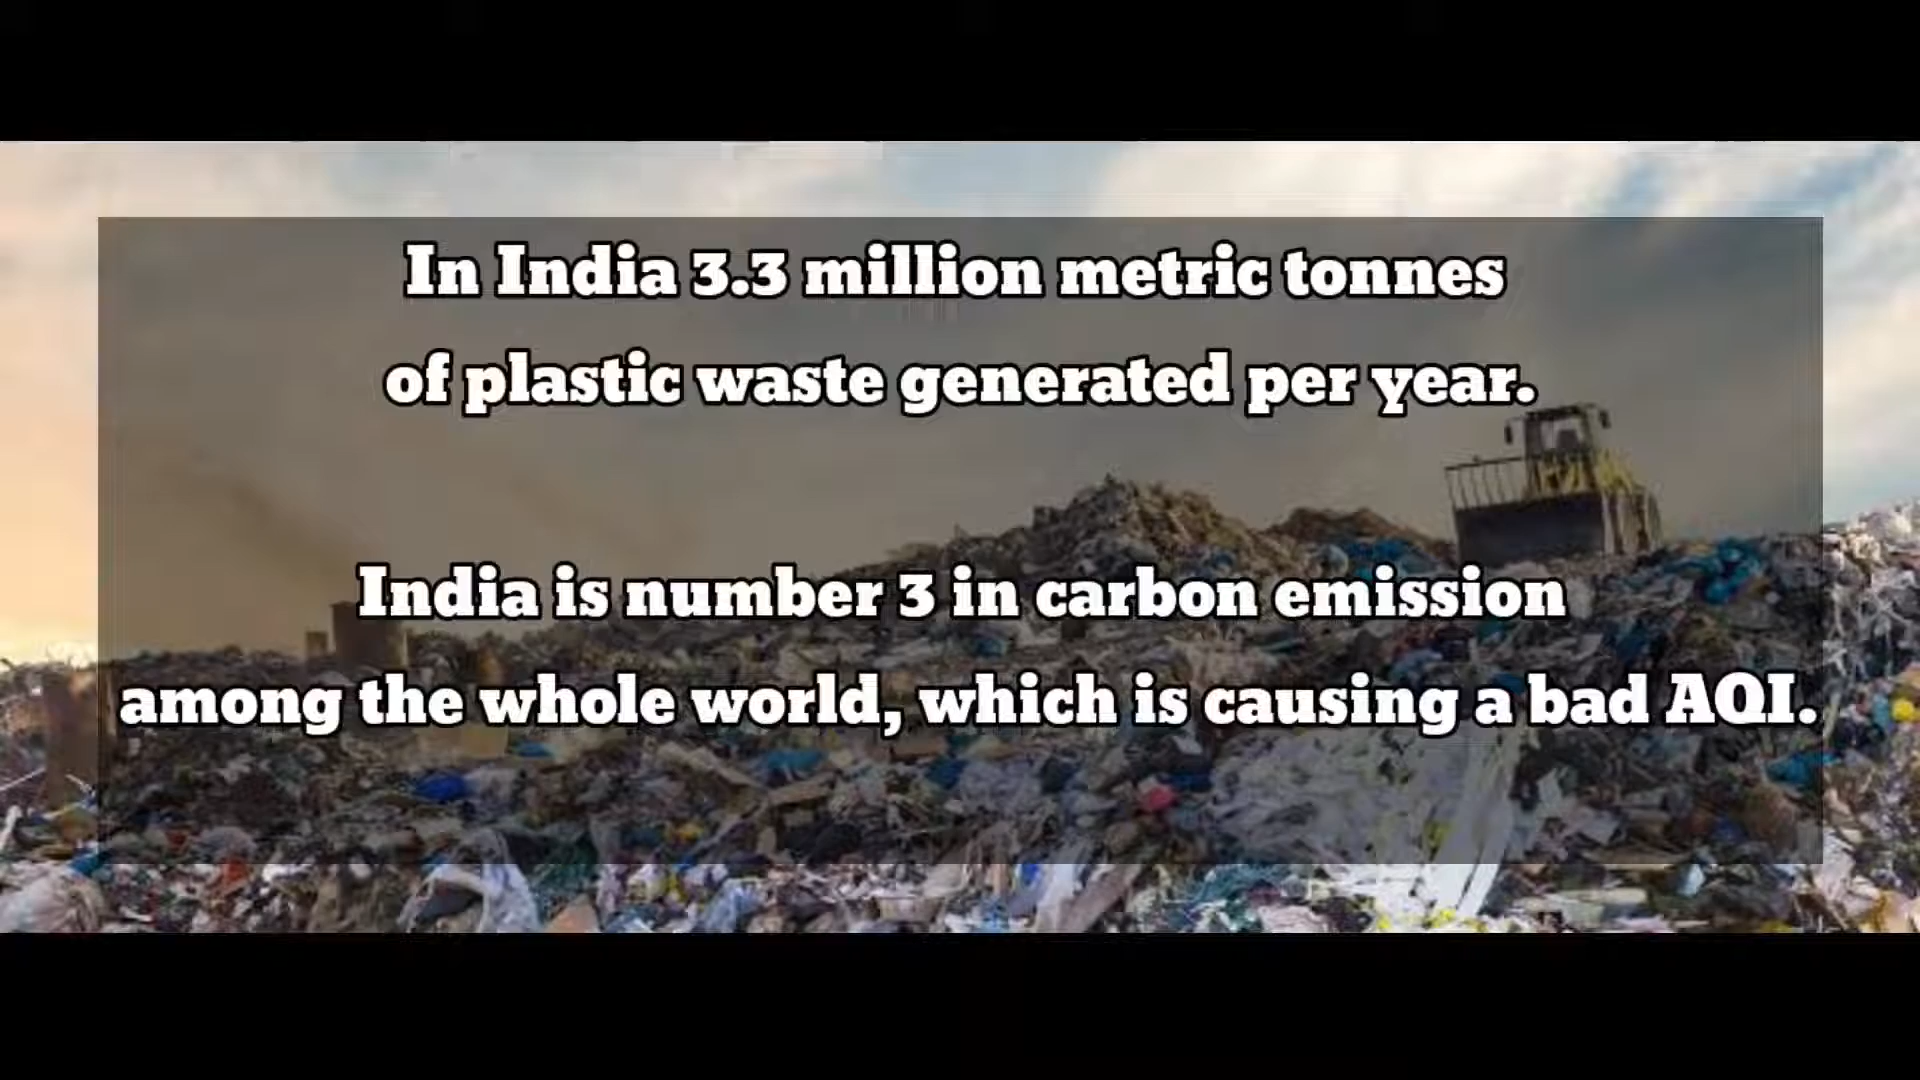 In India 3.3 million metric tonnes
of plastic waste generated per year.
India is number 3 in carbon emission
among the whole world, which is causing a bad AQI.